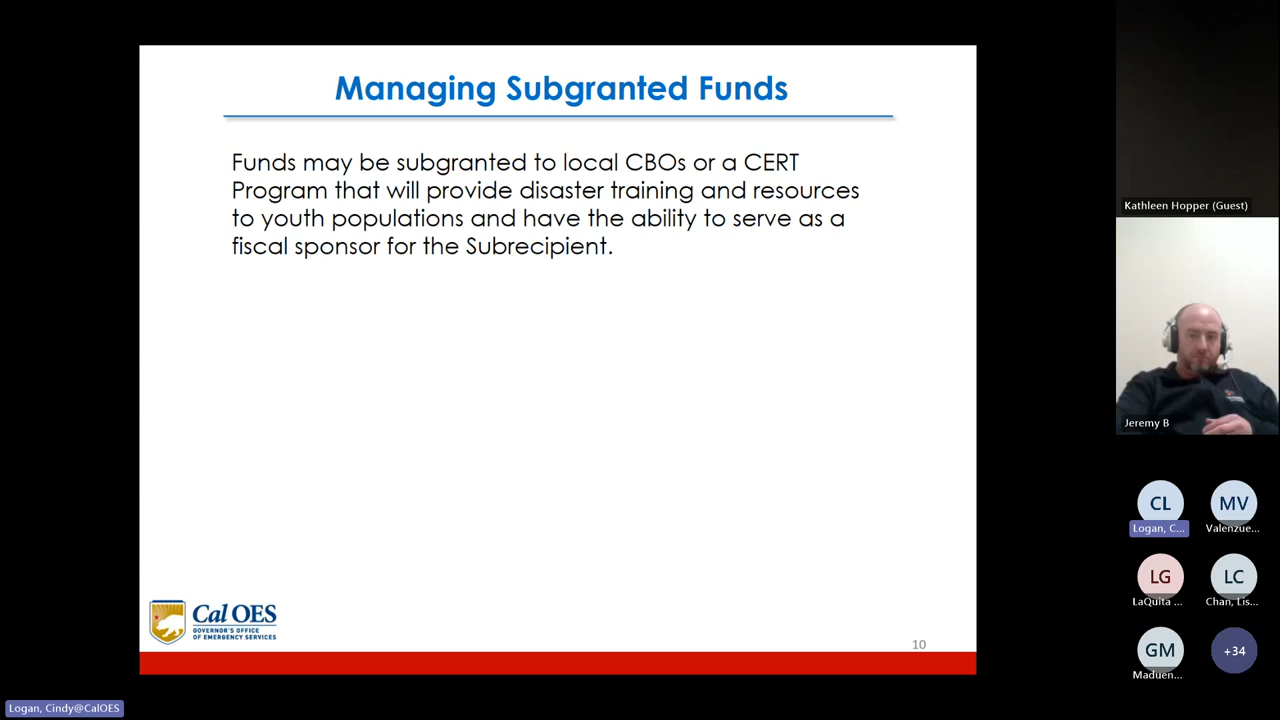 Managing Subgranted Funds
Funds may be subgranted to local CBOs or a CERT
Program that will provide disaster training and resources
to youth populations and have the ability to serve as a
fiscal sponsor for the Subrecipient.
Cal OES
GOVERNOR'S OFFICE
OF EMERGENCY SERVICES
10
Kathleen Hopper (Guest)
Jeremy B
CL
Logan, C...
MV
Valenzue...
LG
LaQuita ...
LC
Chan, Lis...
GM
Maduen...
+34
Logan, Cindy@CalOES